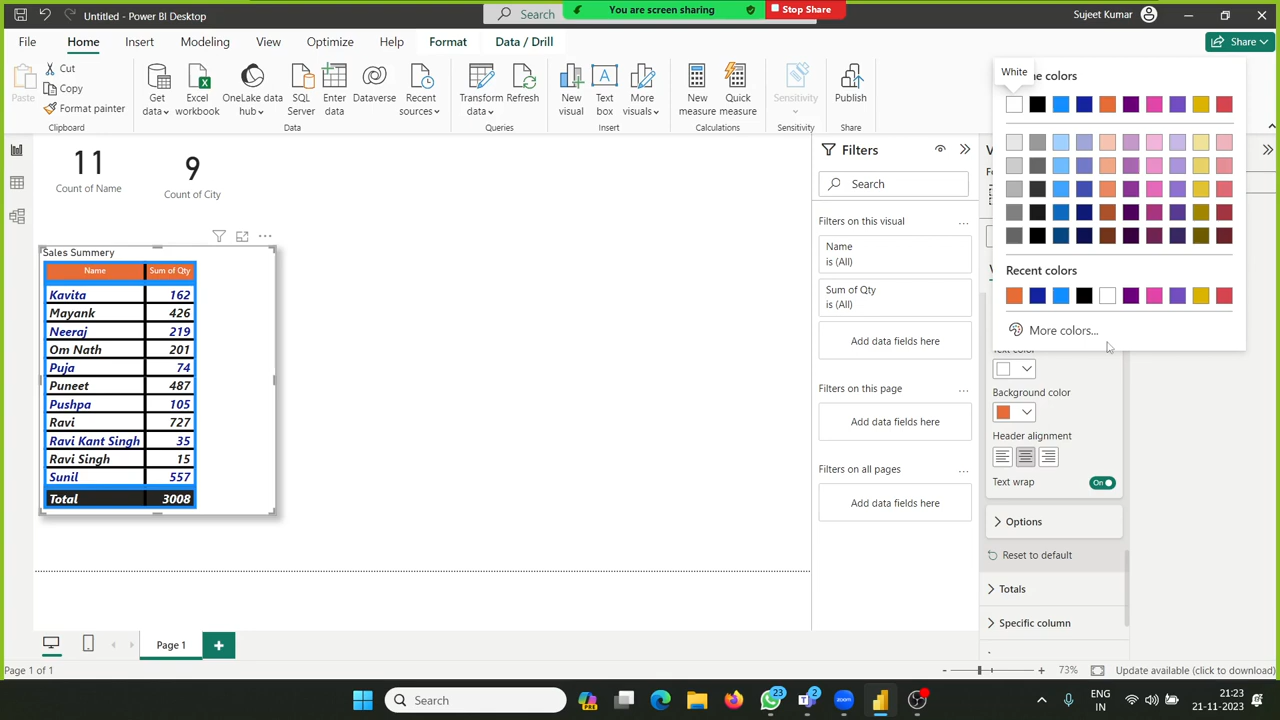 Untitled - Power BI Desktop
Search
You are screen sharing
Stop Share
Sujeet Kumar
File
Home
Insert
Modeling
View
Optimize
Help
Format
Data / Drill
Share
Paste
Cut
Copy
Format painter
Clipboard
Get data
Excel workbook
OneLake data hub
SQL Server
Enter data
Dataverse
Recent sources
Data
Transform data
Refresh
Queries
New visual
Text box
More visuals
Insert
New measure
Quick measure
Calculations
Sensitivity
Sensitivity
Publish
Share
White
e colors
Recent colors
More colors...
11
Count of Name
9
Count of City
Sales Summery
Name Sum of Qty
Kavita 162
Mayank 426
Neeraj 219
Om Nath 201
Puja 74
Puneet 487
Pushpa 105
Ravi 727
Ravi Kant Singh 35
Ravi Singh 15
Sunil 557
Total 3008
Filters
Search
Filters on this visual
Name
is (All)
Sum of Qty
is (All)
Add data fields here
Filters on this page
Add data fields here
Filters on all pages
Add data fields here
Text color
Background color
Header alignment
Text wrap
On
Options
Reset to default
Totals
Specific column
Page 1
Page 1 of 1
73%
Update available (click to download)
Search
PRE
23
2
zoom
ENG
IN
21:23
21-11-2023